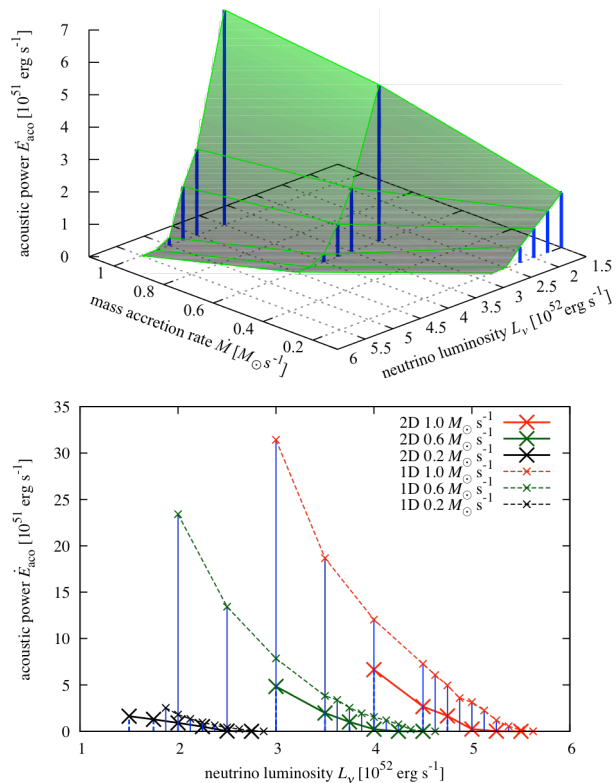 7
6
5
4
3
2
1
0
acoustic power Ė_aco [10^51 erg s^-1]
1
0.8
0.6
0.4
0.2
mass accretion rate Ṁ [M_⊙s^-1]
6
5.5
5
4.5
4
3.5
3
2.5
2
1.5
neutrino luminosity L_ν [10^52 erg s^-1]
35
30
25
20
15
10
5
0
acoustic power Ė_aco [10^51 erg s^-1]
2D 1.0 M_⊙ s^-1
2D 0.6 M_⊙ s^-1
2D 0.2 M_⊙ s^-1
1D 1.0 M_⊙ s^-1
1D 0.6 M_⊙ s^-1
1D 0.2 M_⊙ s^-1
1 2 3 4 5 6
neutrino luminosity L_ν [10^52 erg s^-1]